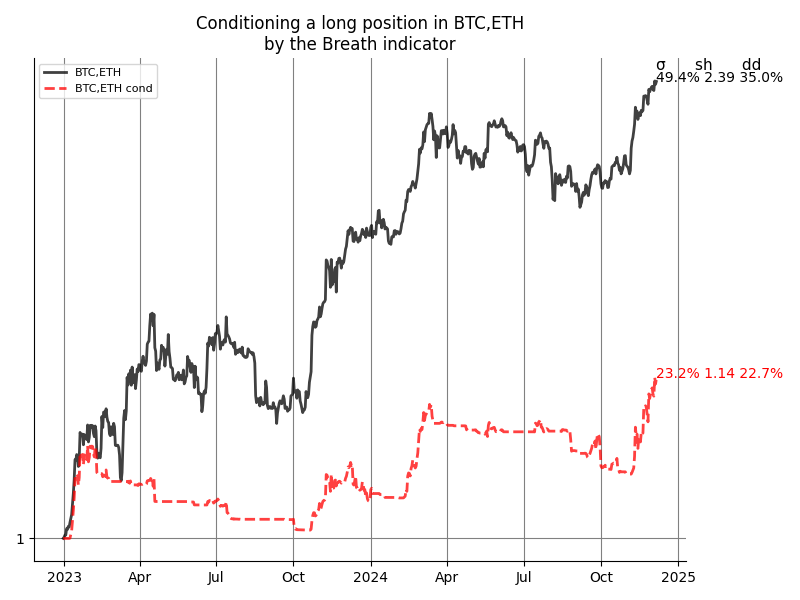 Conditioning a long position in BTC,ETH
by the Breath indicator
σ sh dd
49.4% 2.39 35.0%
BTC,ETH
BTC,ETH cond
23.2% 1.14 22.7%
1
2023 Apr Jul Oct 2024 Apr Jul Oct 2025